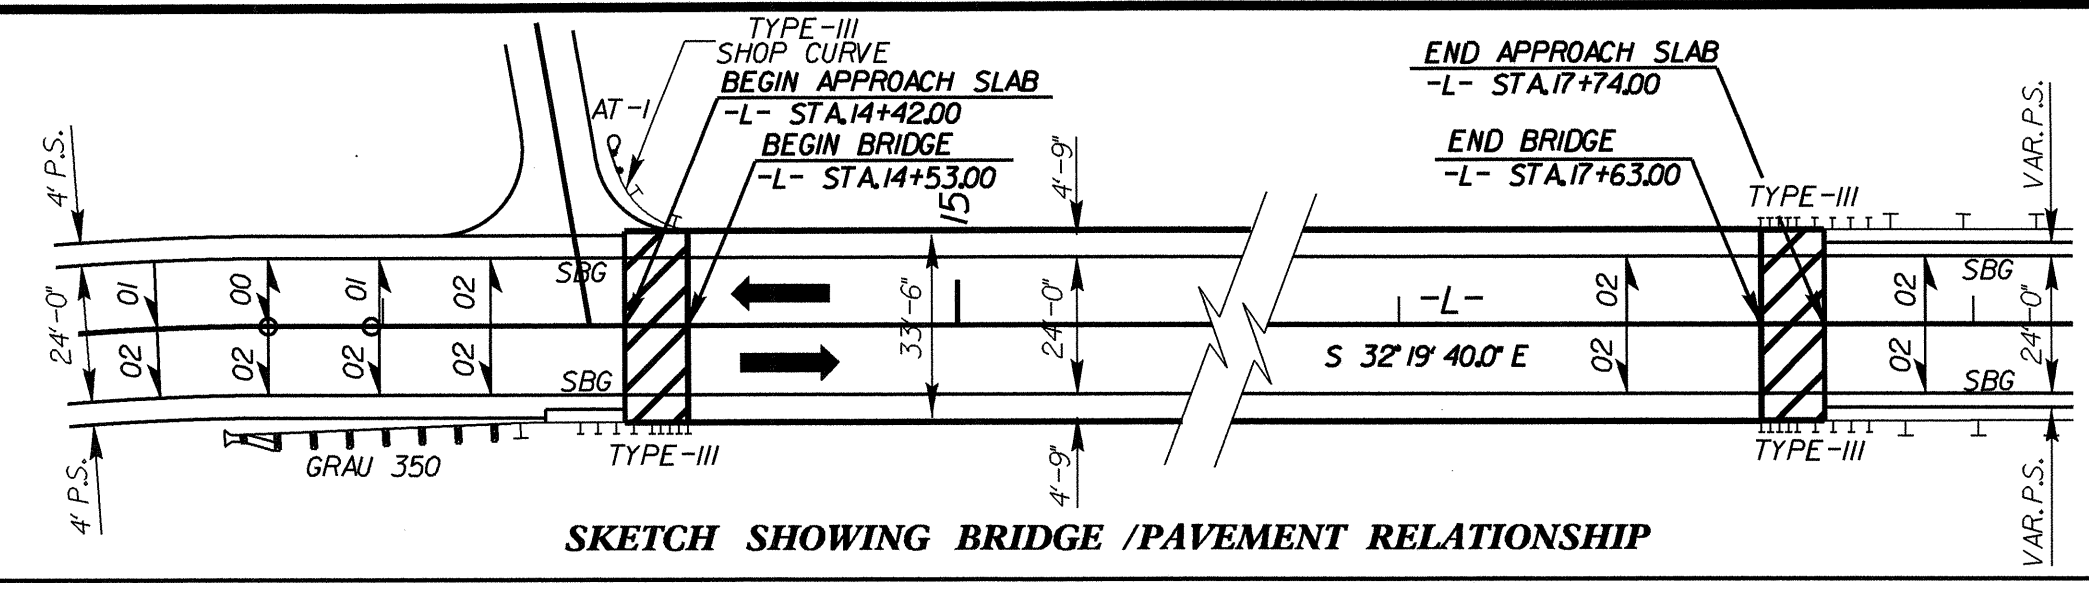 TYPE-III
SHOP CURVE
BEGIN APPROACH SLAB
-L- STA.14+42.00
AT-1
BEGIN BRIDGE
-L- STA.14+53.00
END APPROACH SLAB
-L- STA.17+74.00
END BRIDGE
-L- STA.17+63.00
TYPE-III
4' P.S.
4'-9"
15
VAR.P.S.
SBG
SBG
01
00
01
02
02
02
24'-0"
33'-6"
24'-0"
-L-
24'-0"
02
02
02
02
02
02
S 32° 19' 40.0" E
SBG
SBG
GRAU 350
TYPE-III
TYPE-III
4' P.S.
4'-9"
VAR.P.S.
SKETCH SHOWING BRIDGE /PAVEMENT RELATIONSHIP